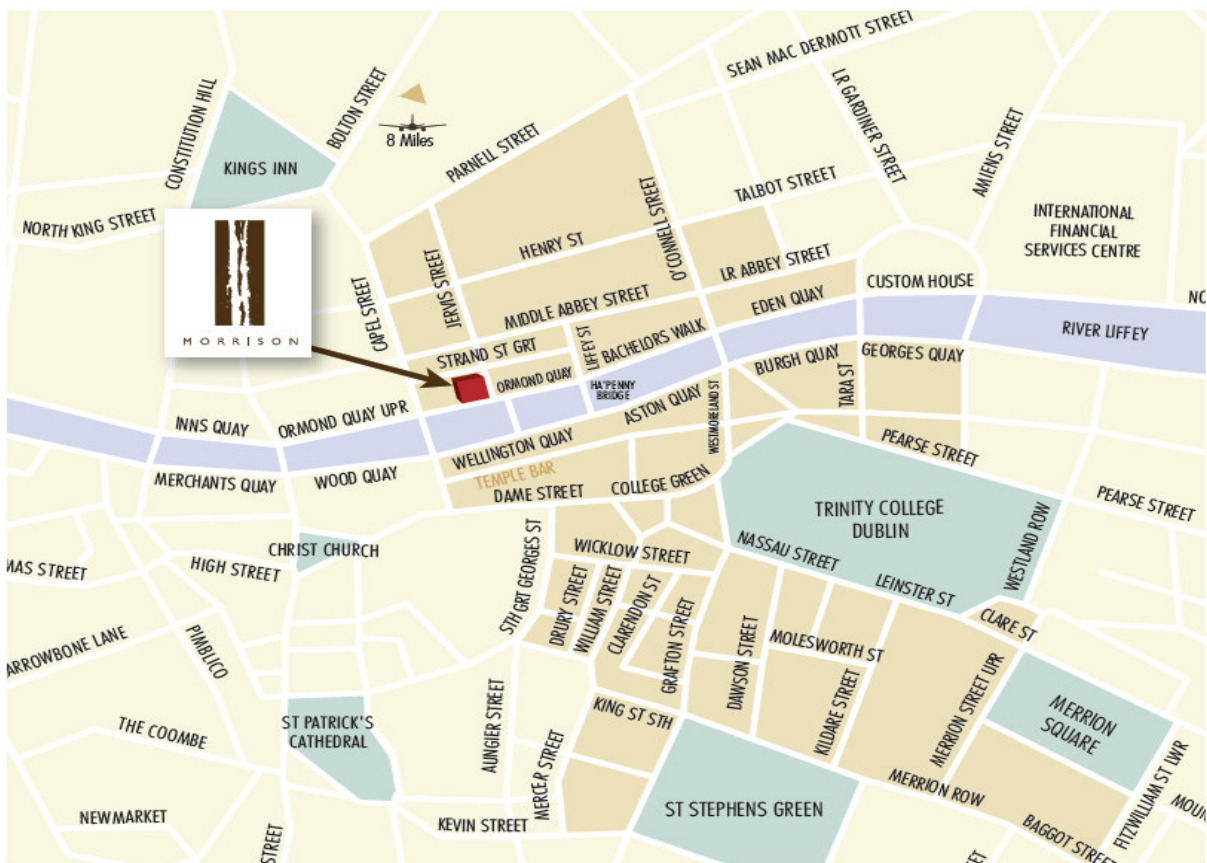 SEAN MAC DERMOTT STREET
CONSTITUTION HILL
BOLTON STREET
8 Miles
LR GARDINER STREET
AMIENS STREET
PARNELL STREET
KINGS INN
NORTH KING STREET
TALBOT STREET
O'CONNELL STREET
INTERNATIONAL
FINANCIAL
SERVICES CENTRE
HENRY ST
LR ABBEY STREET
CUSTOM HOUSE
MORRISON
CAPEL STREET
JERVIS STREET
MIDDLE ABBEY STREET
EDEN QUAY
NO
RIVER LIFFEY
STRAND ST GRT
LIFFEY ST
BACHELORS WALK
BURGH QUAY
GEORGES QUAY
ORMOND QUAY
HA'PENNY
BRIDGE
TARA ST
INNS QUAY
ORMOND QUAY UPR
ASTON QUAY
WESTMORELAND ST
WELLINGTON QUAY
PEARSE STREET
MERCHANTS QUAY
WOOD QUAY
TEMPLE BAR
DAME STREET
COLLEGE GREEN
TRINITY COLLEGE
DUBLIN
PEARSE STREET
WESTLAND ROW
CHRIST CHURCH
WICKLOW STREET
NASSAU STREET
MAS STREET
HIGH STREET
STH GRT GEORGES ST
LEINSTER ST
DRURY STREET
WILLIAM STREET
CLARENDON ST
GRAFTON STREET
DAWSON STREET
MOLESWORTH ST
CLARE ST
ARROWBONE LANE
PIMBLICO
KILDARE STREET
MERRION STREET UPR
MERRION
SQUARE
THE COOMBE
ST PATRICK'S
CATHEDRAL
AUNGIER STREET
KING ST STH
MERCER STREET
MERRION ROW
FITZWILLIAM ST LWR
ST STEPHENS GREEN
NEWMARKET
STREET
KEVIN STREET
BAGGOT STREET
MOUN